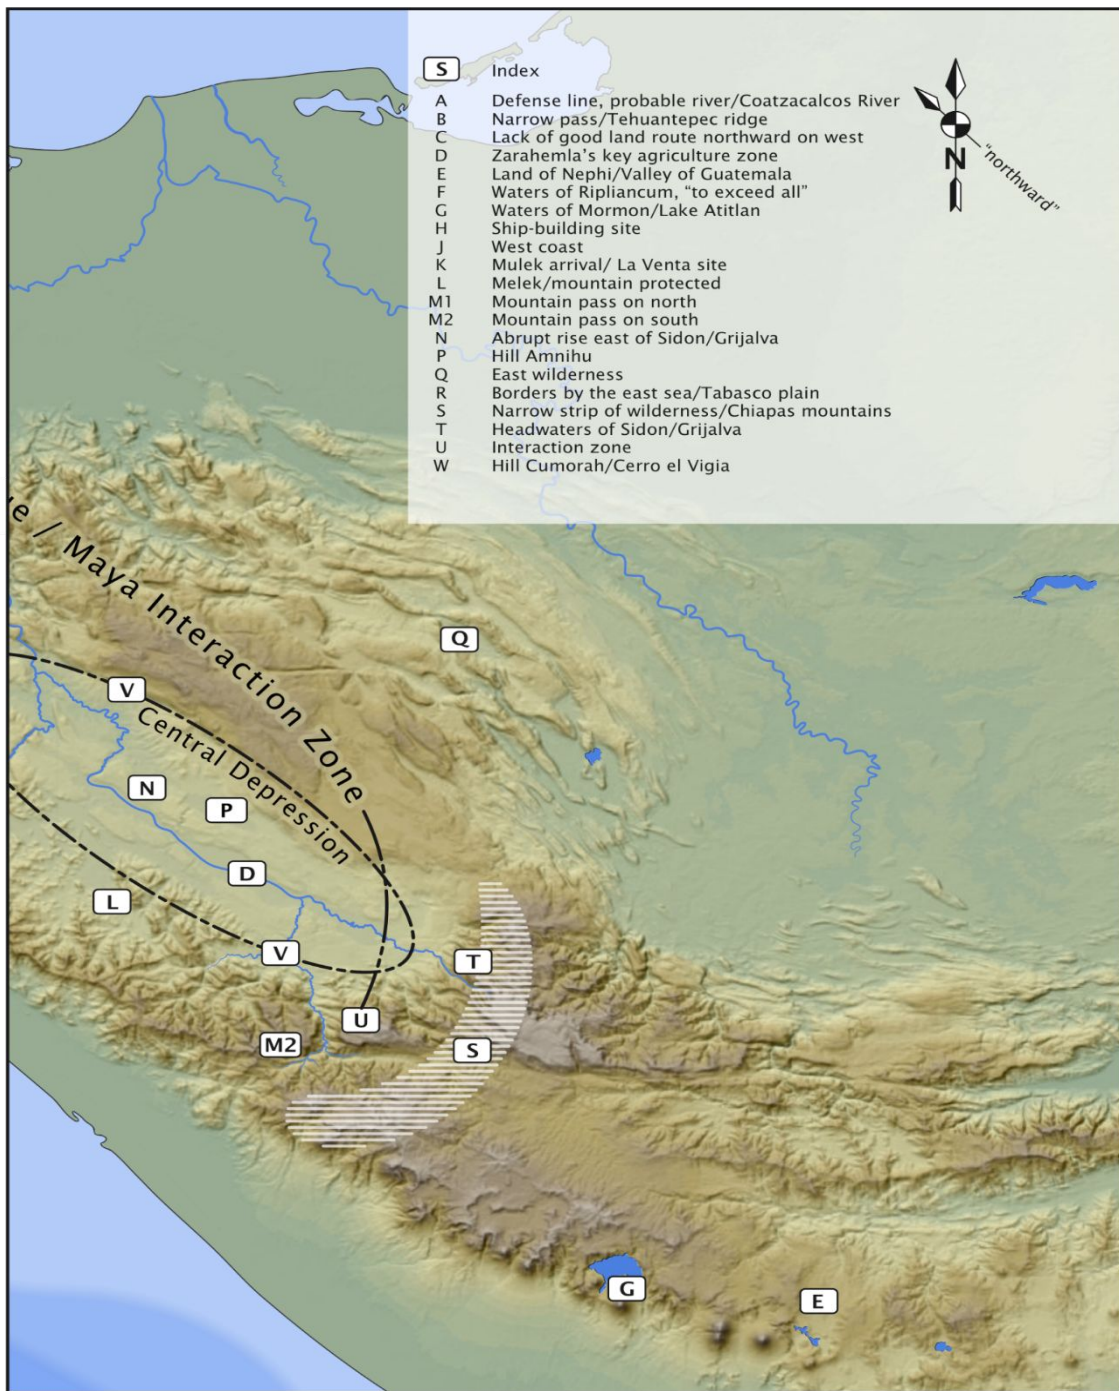 S Index
A Defense line, probable river/Coatzacalcos River
B Narrow pass/Tehuantepec ridge
C Lack of good land route northward on west
D Zarahemla's key agriculture zone
E Land of Nephi/Valley of Guatemala
F Waters of Ripliancum, "to exceed all"
G Waters of Mormon/Lake Atitlan
H Ship-building site
J West coast
K Mulek arrival/ La Venta site
L Melek/mountain protected
M1 Mountain pass on north
M2 Mountain pass on south
N Abrupt rise east of Sidon/Grijalva
P Hill Amnihu
Q East wilderness
R Borders by the east sea/Tabasco plain
S Narrow strip of wilderness/Chiapas mountains
T Headwaters of Sidon/Grijalva
U Interaction zone
W Hill Cumorah/Cerro el Vigia
N
"northward"
/ Maya Interaction Zone
Q
V
Central Depression
N
P
D
L
V
T
U
M2
S
G
E